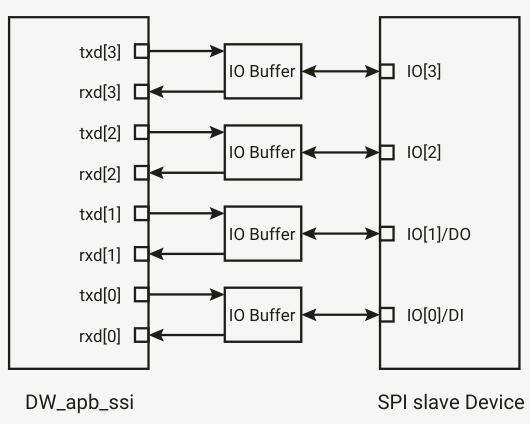 txd[3]
IO Buffer
IO[3]
rxd[3]
txd[2]
IO Buffer
IO[2]
rxd[2]
txd[1]
IO Buffer
IO[1]/DO
rxd[1]
txd[0]
IO Buffer
IO[0]/DI
rxd[0]
DW_apb_ssi
SPI slave Device